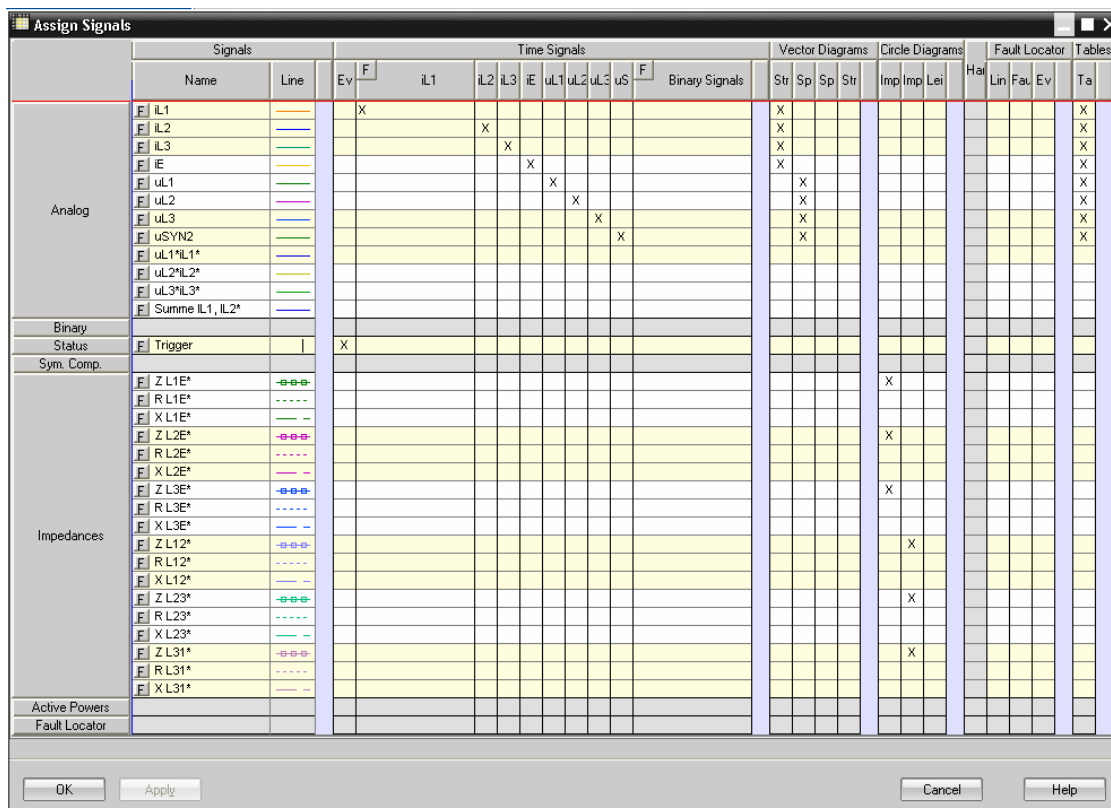 Assign Signals
Signals Time Signals Vector Diagrams Circle Diagrams Fault Locator Tables
Name Line Ev F iL1 iL2 iL3 iE uL1 uL2 uL3 uS F Binary Signals Str Sp Sp Str Imp Imp Lei Har Lin Fau Ev Ta
Analog
F iL1 X X X
F iL2 X X X
F iL3 X X X
F iE X X X
F uL1 X X X
F uL2 X X X
F uL3 X X X
F uSYN2 X X X
F uL1*iL1*
F uL2*iL2*
F uL3*iL3*
F Summe IL1, IL2*
Binary
Status F Trigger X
Sym. Comp.
Impedances
F Z L1E* X
F R L1E*
F X L1E*
F Z L2E* X
F R L2E*
F X L2E*
F Z L3E* X
F R L3E*
F X L3E*
F Z L12* X
F R L12*
F X L12*
F Z L23* X
F R L23*
F X L23*
F Z L31* X
F R L31*
F X L31*
Active Powers
Fault Locator
OK Apply Cancel Help